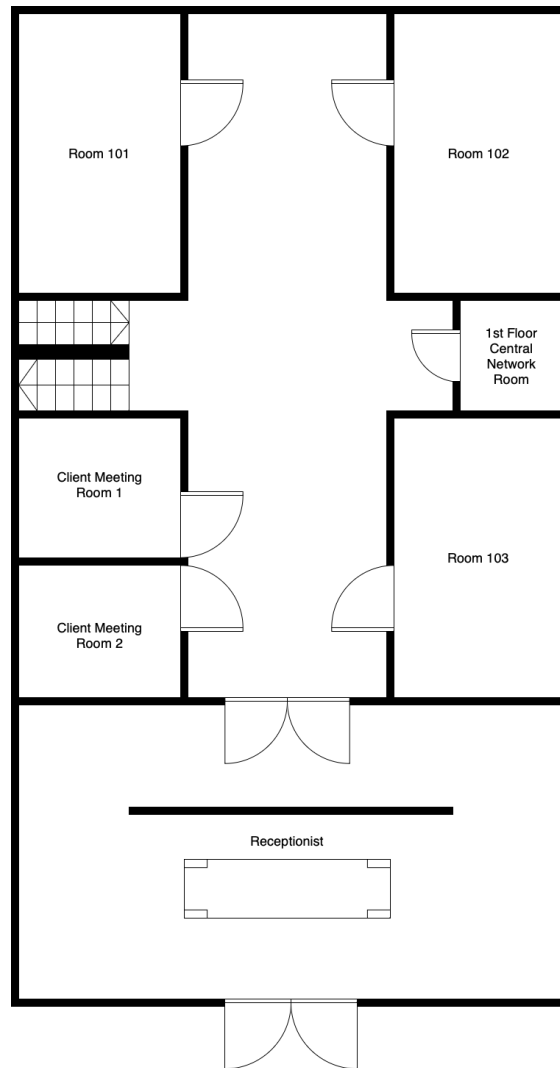 Room 101
Room 102
1st Floor
Central
Network
Room
Client Meeting
Room 1
Room 103
Client Meeting
Room 2
Receptionist